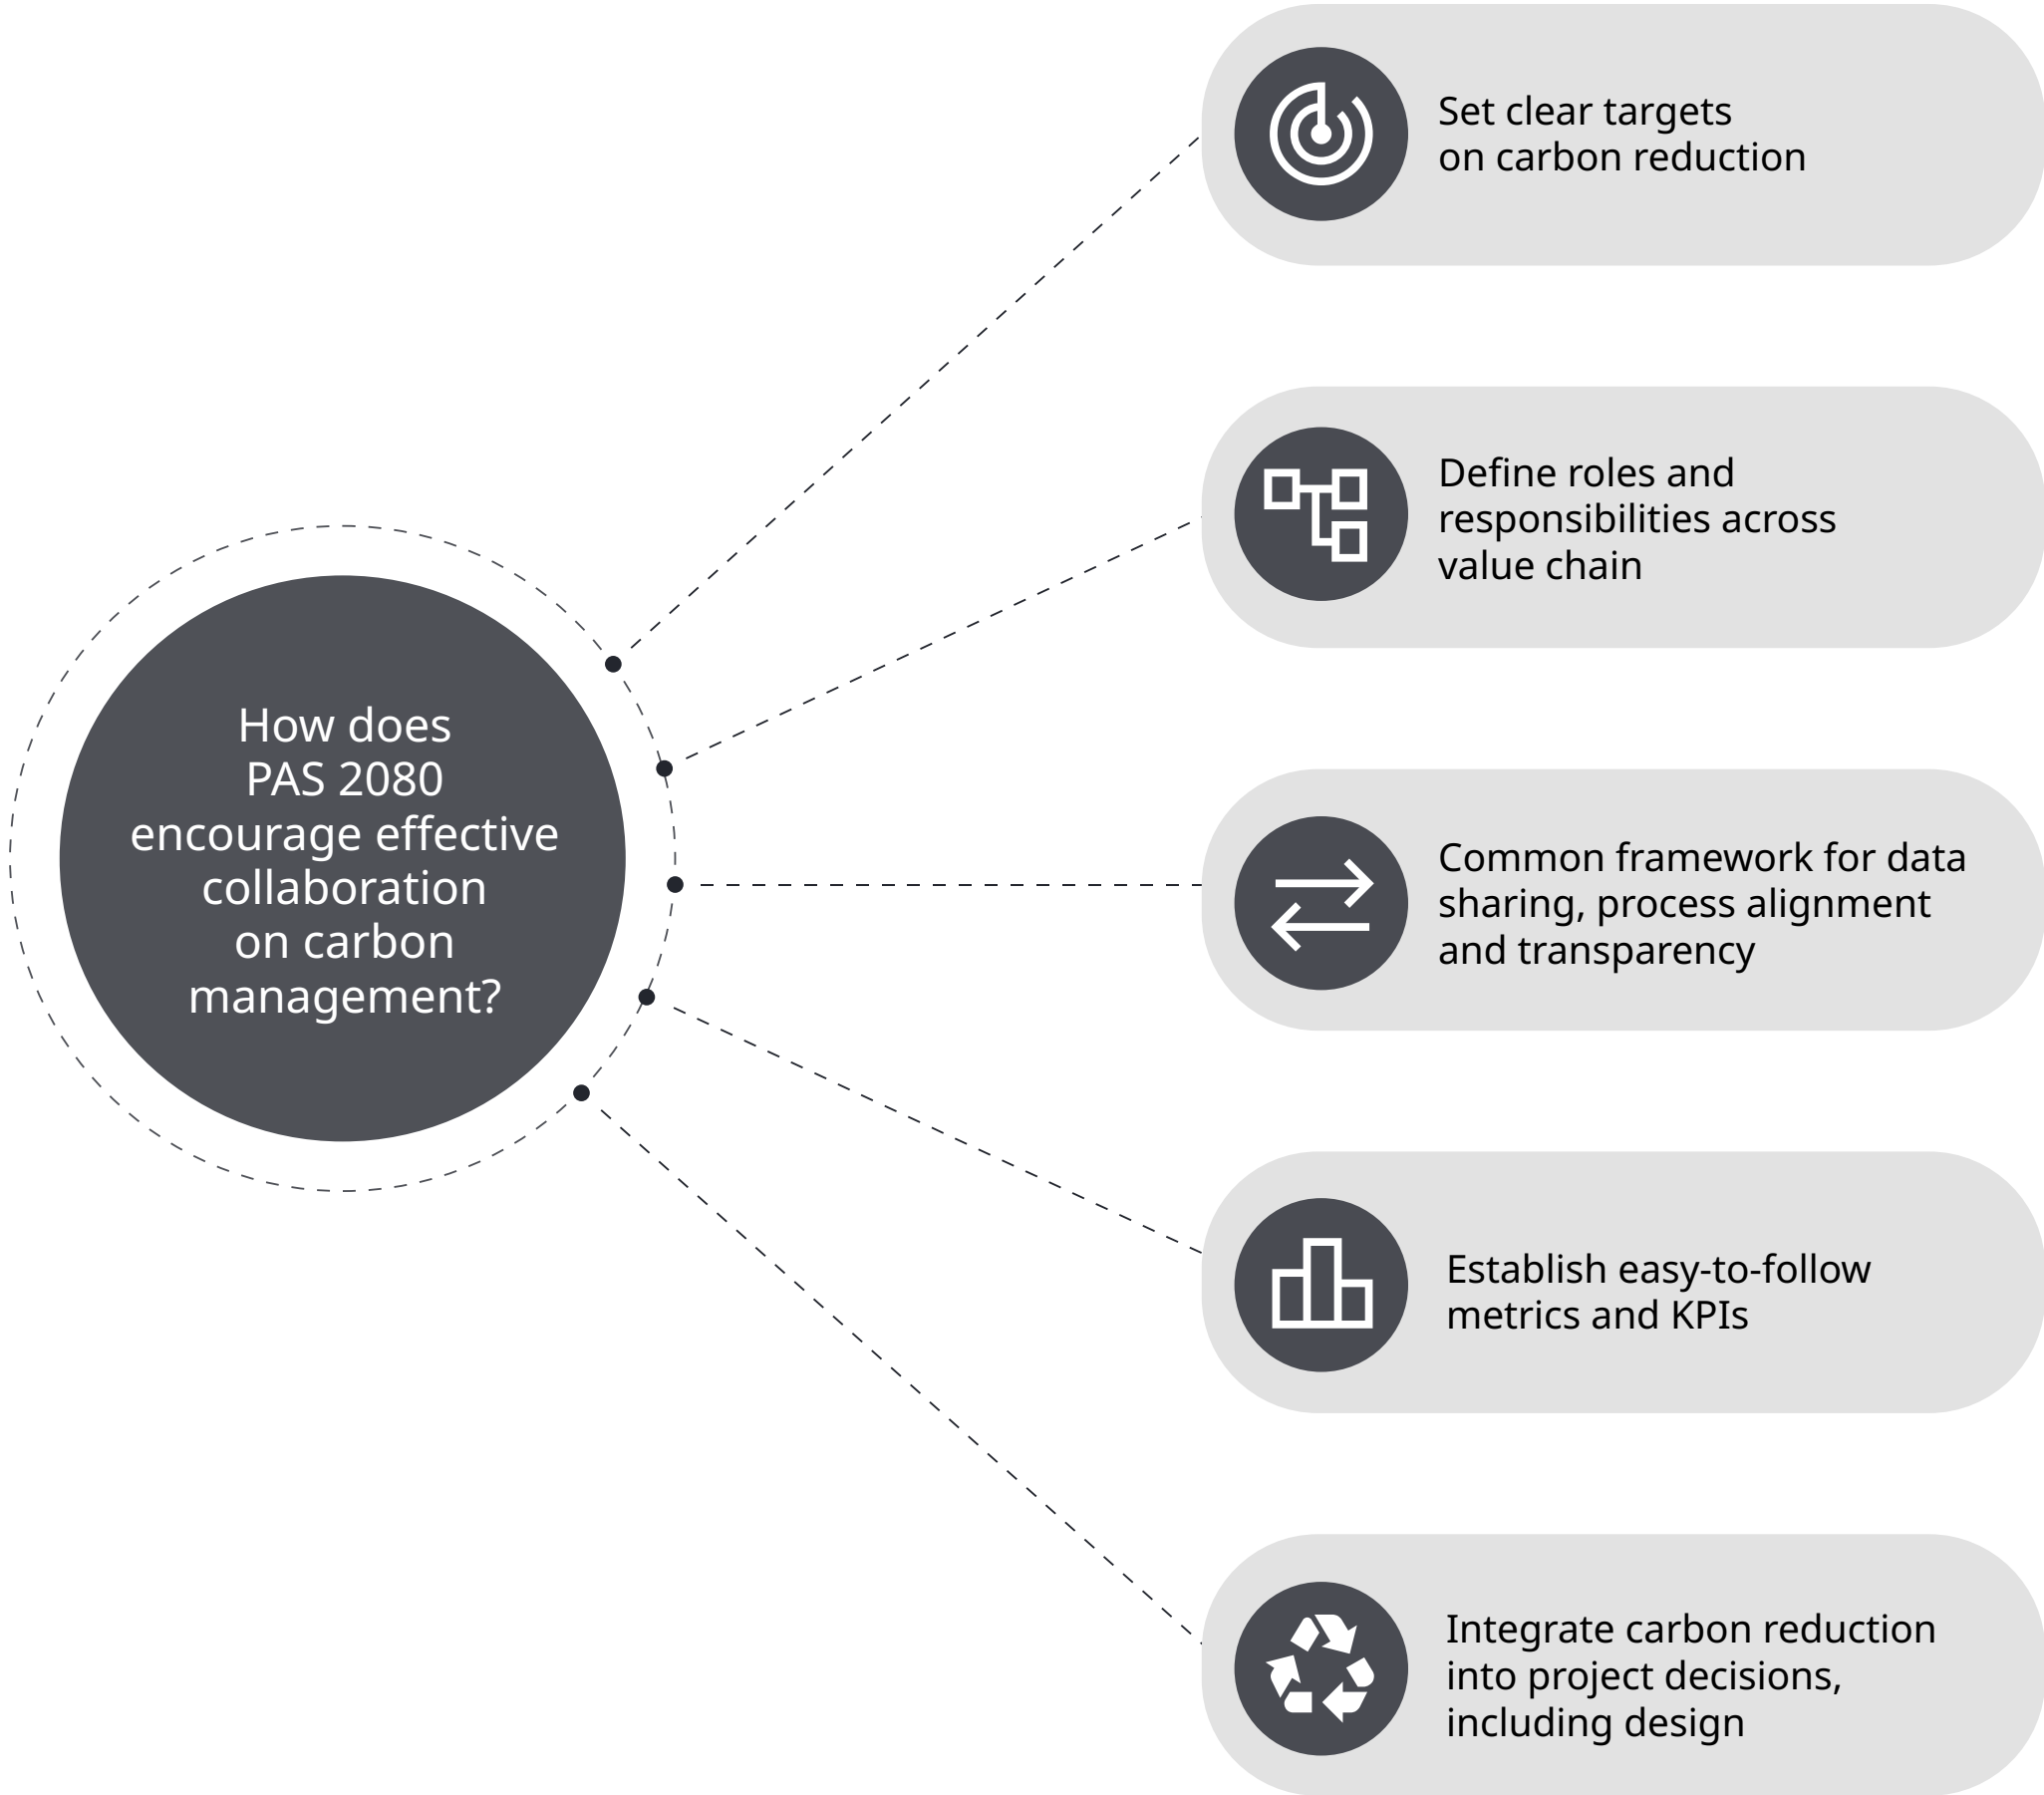 How does
PAS 2080
encourage effective
collaboration
on carbon
management?
Set clear targets
on carbon reduction
Define roles and
responsibilities across
value chain
Common framework for data
sharing, process alignment
and transparency
Establish easy-to-follow
metrics and KPIs
Integrate carbon reduction
into project decisions,
including design